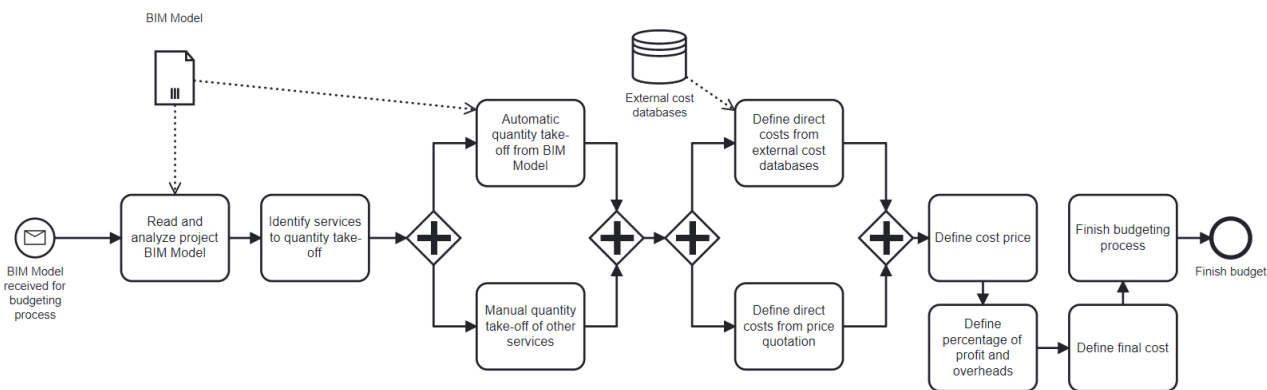 BIM Model
External cost
databases
Automatic
quantity take-
off from BIM
Model
Define direct
costs from
external cost
databases
Read and
analyze project
BIM Model
Identify services
to quantity take-
off
Define cost price
Finish budgeting
process
BIM Model
received for
budgeting
process
Finish budget
Manual quantity
take-off of other
services
Define direct
costs from price
quotation
Define
percentage of
profit and
overheads
Define final cost